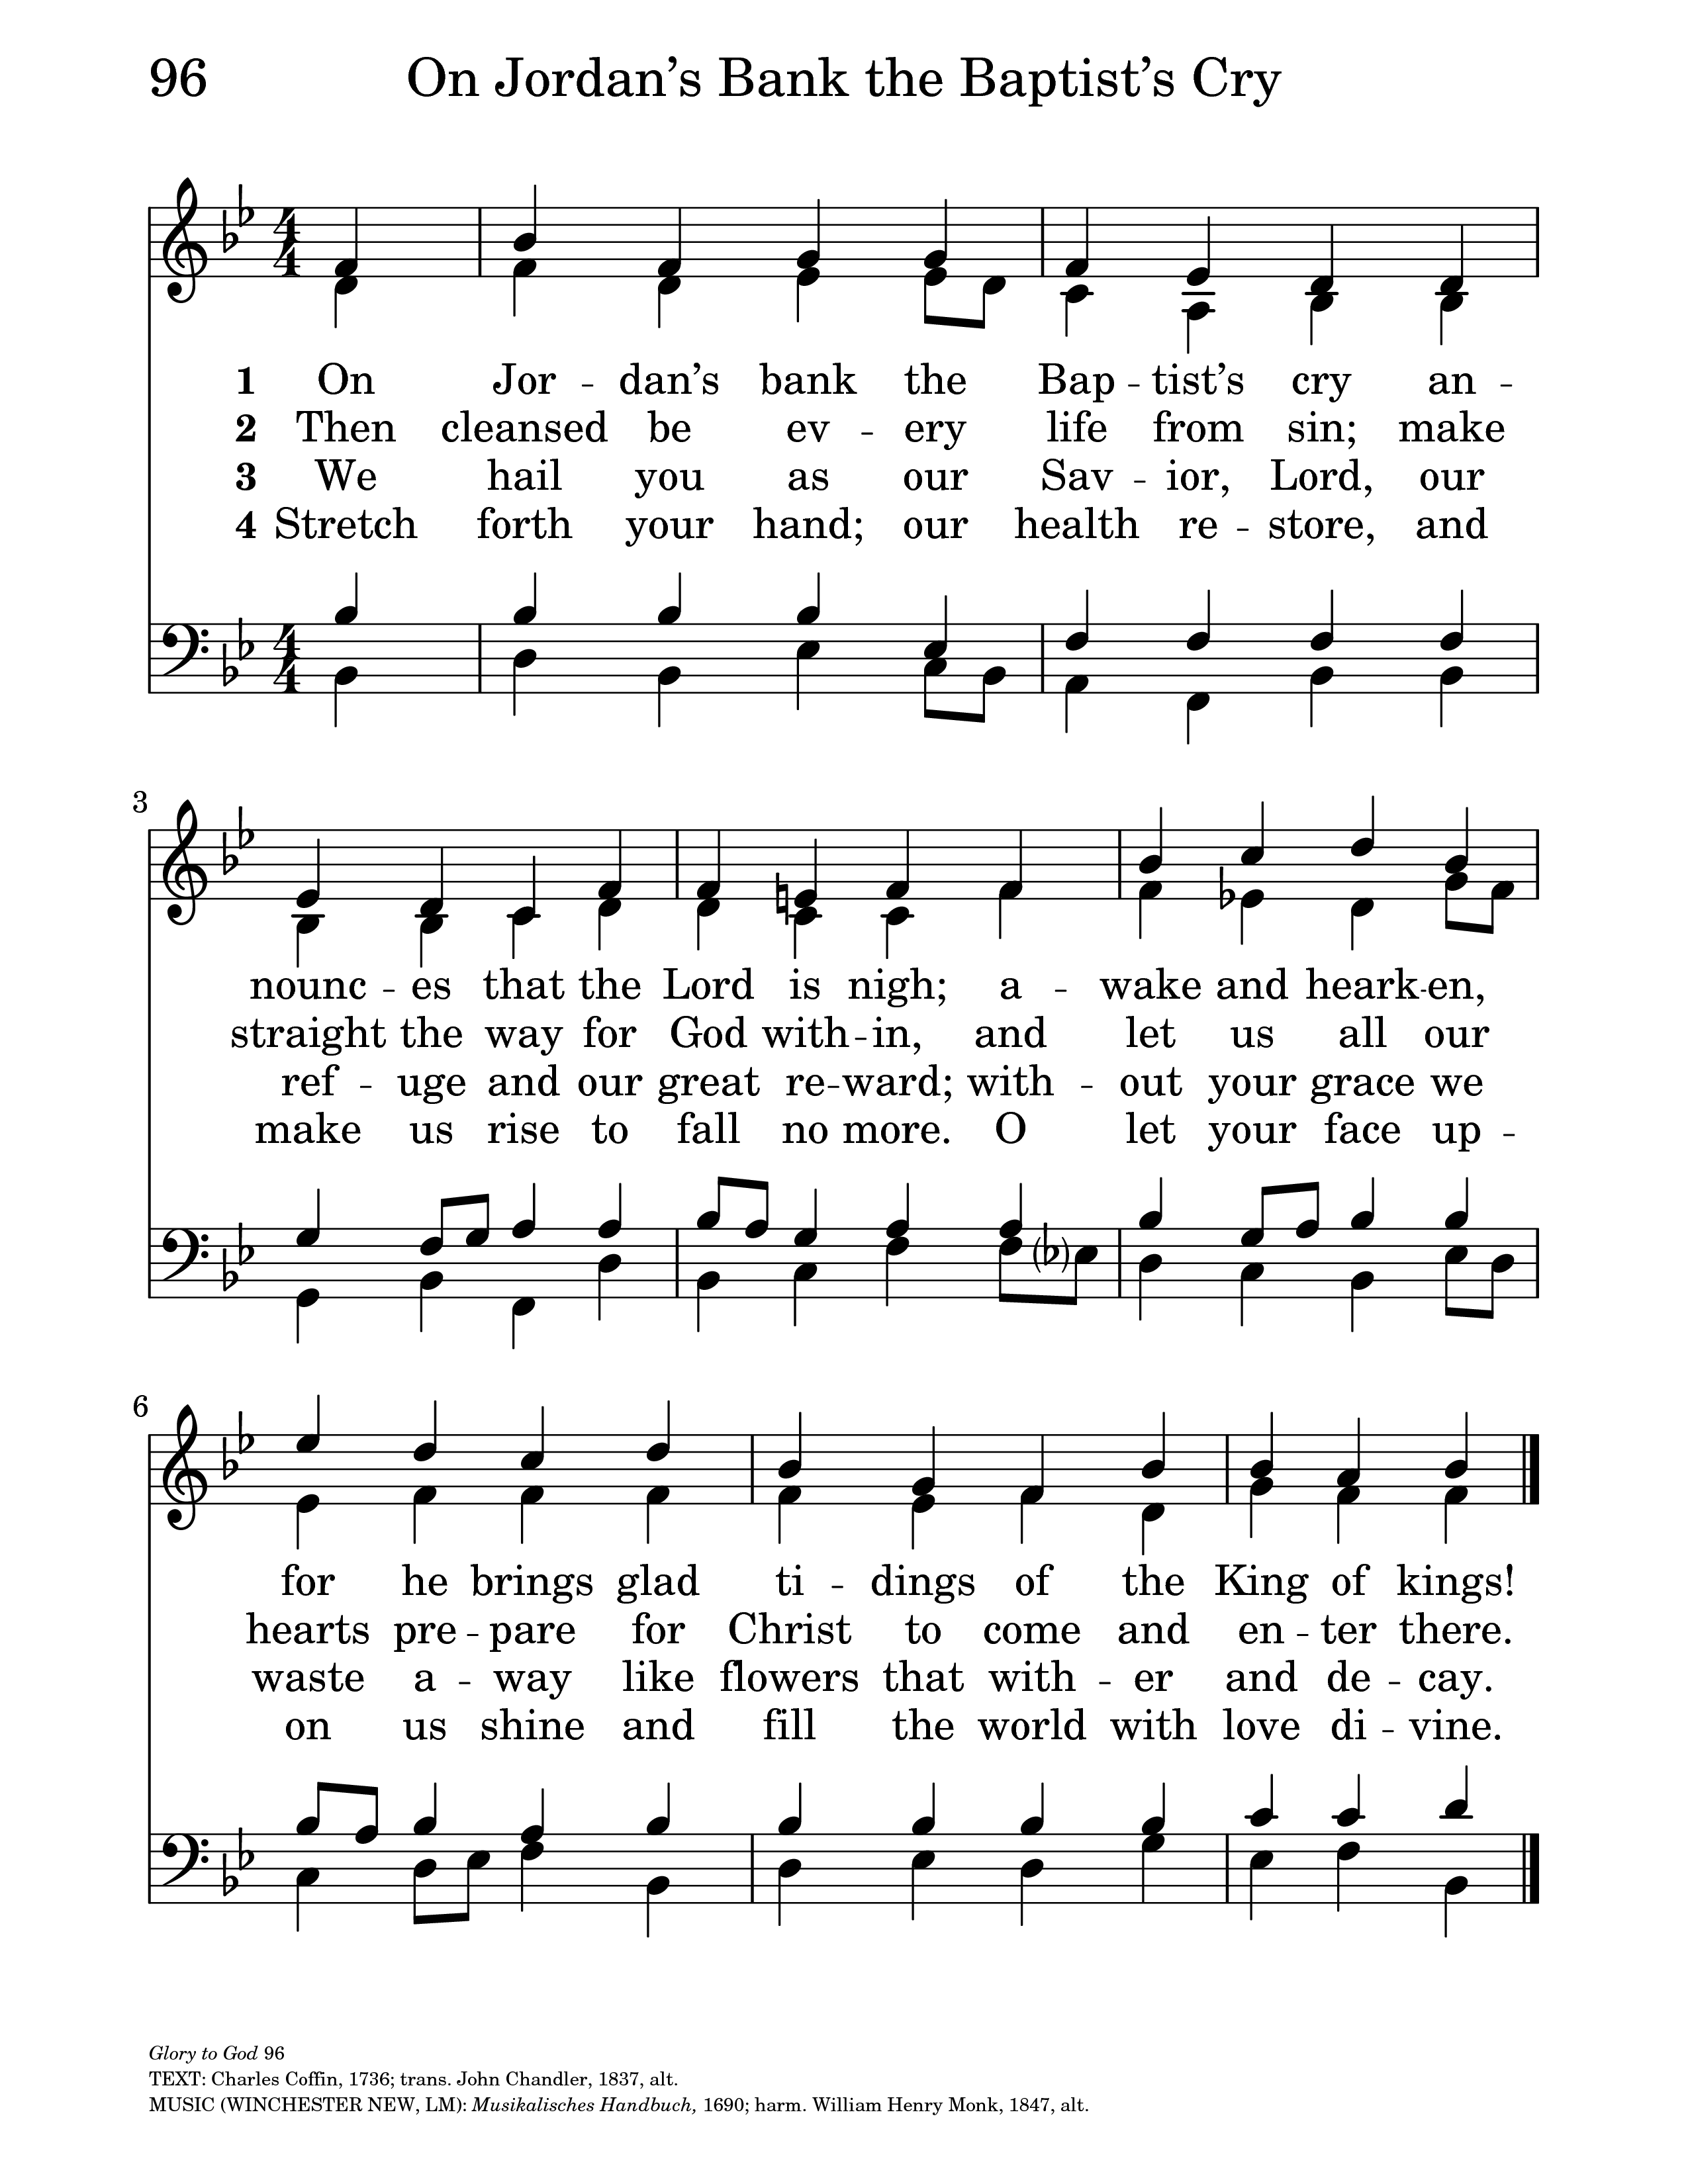 96 On Jordan’s Bank the Baptist’s Cry
4
4
1 On Jor - dan’s bank the Bap - tist’s cry an -
2 Then cleansed be ev - ery life from sin; make
3 We hail you as our Sav - ior, Lord, our
4 Stretch forth your hand; our health re - store, and
4
4
3
nounc - es that the Lord is nigh; a - wake and heark - en,
straight the way for God with - in, and let us all our
ref - uge and our great re - ward; with - out your grace we
make us rise to fall no more. O let your face up -
6
for he brings glad ti - dings of the King of kings!
hearts pre - pare for Christ to come and en - ter there.
waste a - way like flowers that with - er and de - cay.
on us shine and fill the world with love di - vine.
Glory to God 96
TEXT: Charles Coffin, 1736; trans. John Chandler, 1837, alt.
MUSIC (WINCHESTER NEW, LM): Musikalisches Handbuch, 1690; harm. William Henry Monk, 1847, alt.